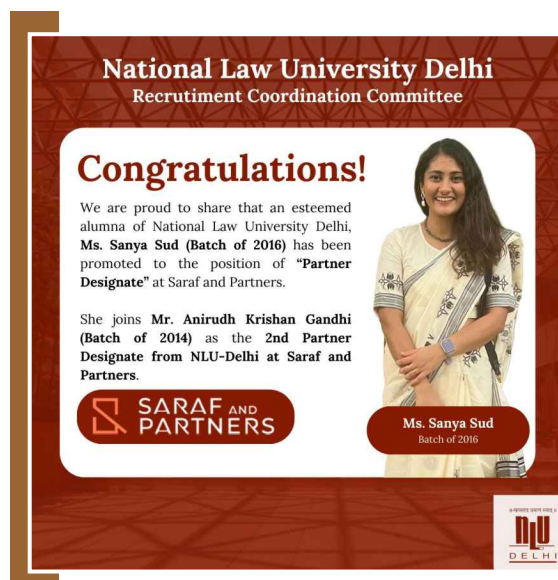 National Law University Delhi
Recrutiment Coordination Committee
Congratulations!
We are proud to share that an esteemed
alumna of National Law University Delhi,
Ms. Sanya Sud (Batch of 2016) has been
promoted to the position of “Partner
Designate” at Saraf and Partners.
She joins Mr. Anirudh Krishan Gandhi
(Batch of 2014) as the 2nd Partner
Designate from NLU-Delhi at Saraf and
Partners.
SARAF AND
PARTNERS
Ms. Sanya Sud
Batch of 2016
NLU
DELHI